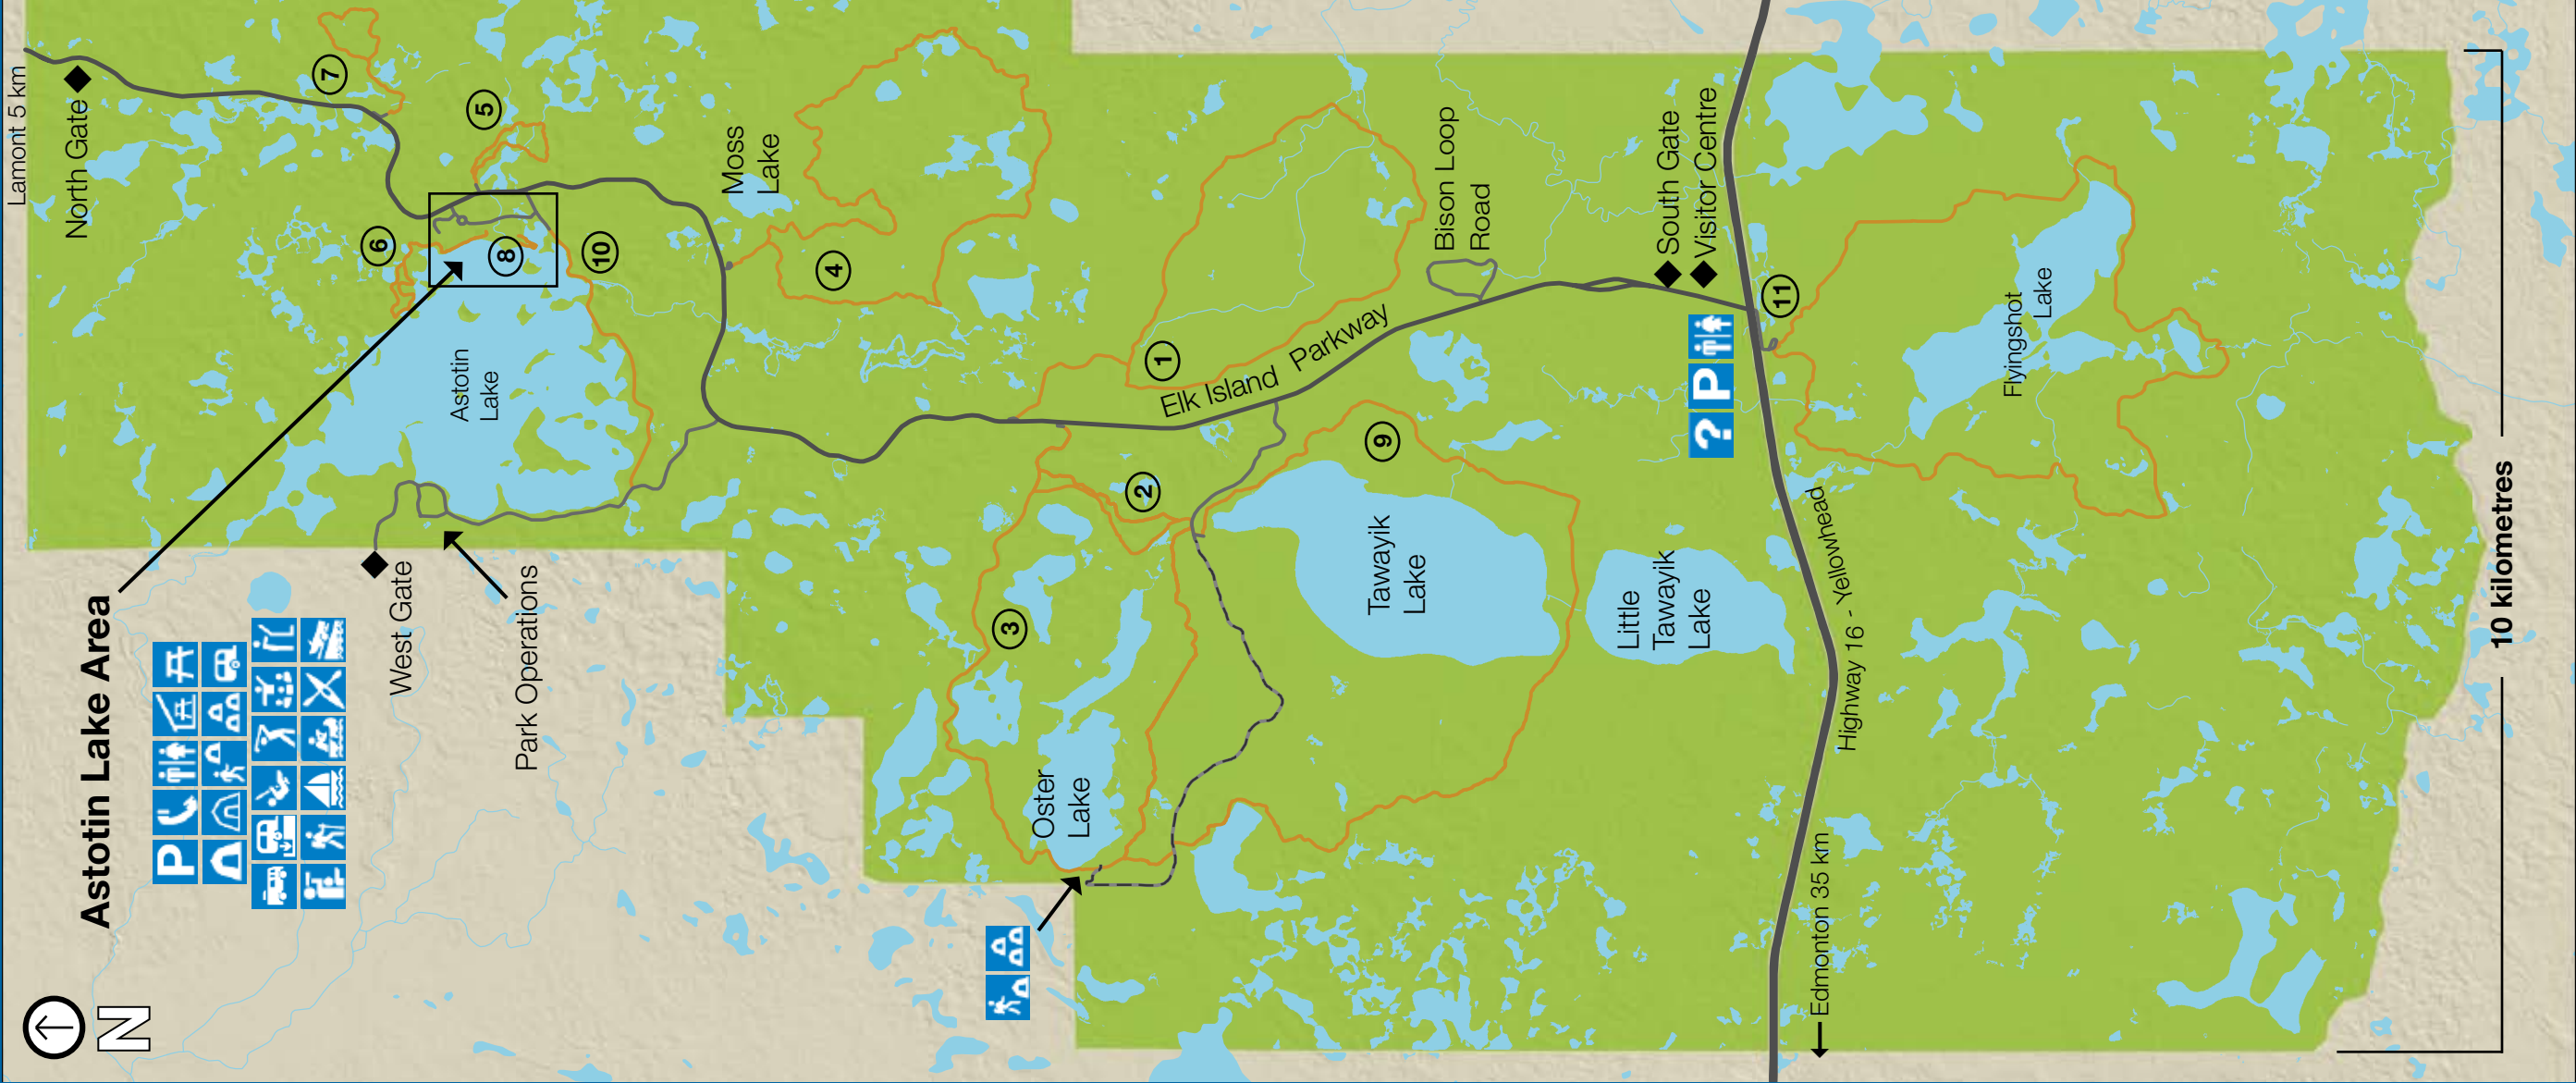 N
Astotin Lake Area
P
Lamont 5 km
North Gate
7
5
6
8
10
Astotin
Lake
West Gate
Park Operations
Moss
Lake
4
1
Elk Island Parkway
2
3
9
Oster
Lake
Tawayik
Lake
Little
Tawayik
Lake
Bison Loop
Road
South Gate
Visitor Centre
? P
11
Highway 16 - Yellowhead
Edmonton 35 km
Flyingshot
Lake
10 kilometres